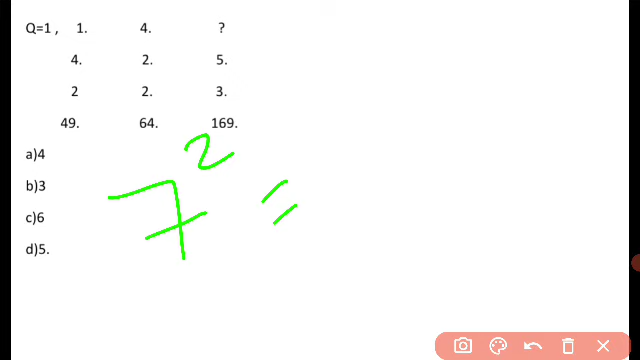 Q=1 , 1. 4. ?
4. 2. 5.
2 2. 3.
49. 64. 169.
a)4
b)3
c)6
d)5.
7² =